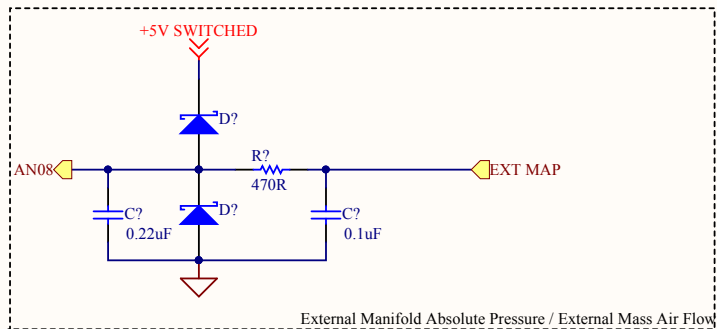 +5V SWITCHED
D?
AN08
R?
470R
EXT MAP
C?
0.22uF
D?
C?
0.1uF
External Manifold Absolute Pressure / External Mass Air Flow